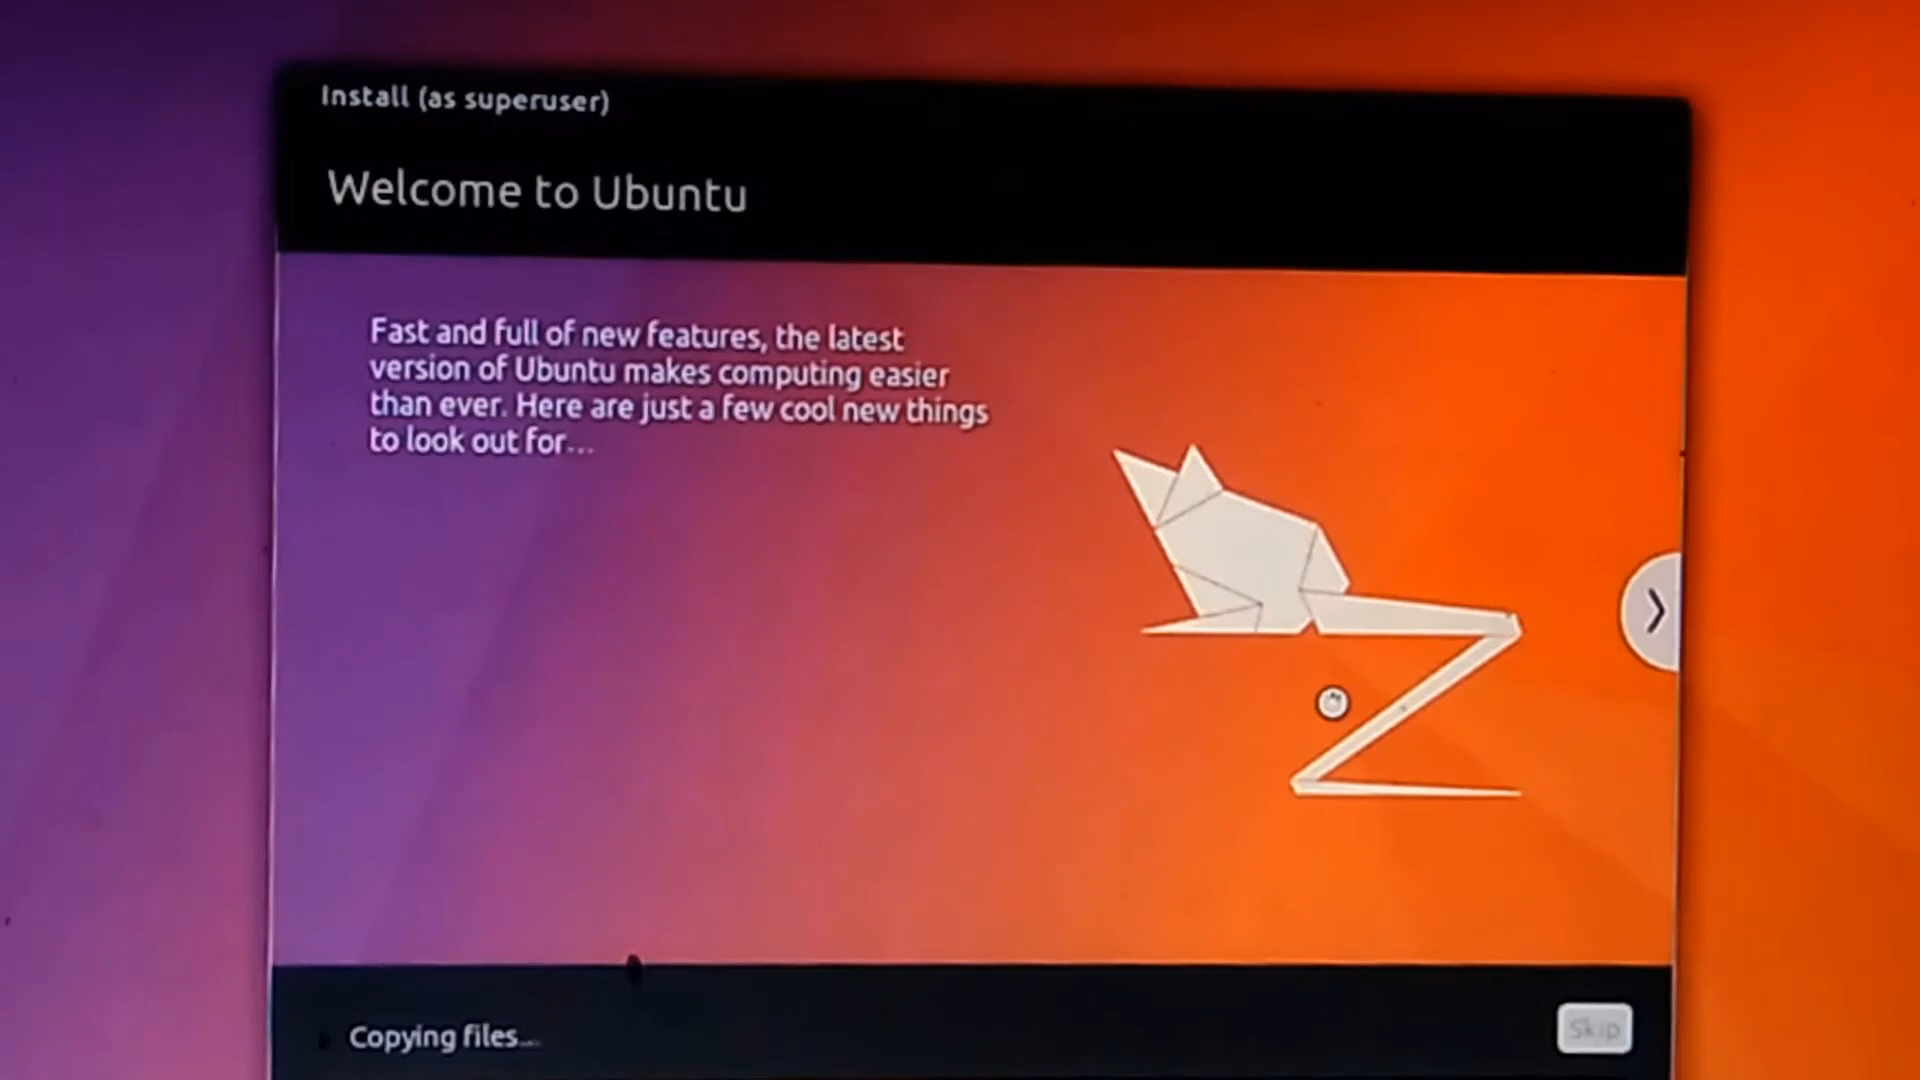 Install (as superuser)
Welcome to Ubuntu
Fast and full of new features, the latest
version of Ubuntu makes computing easier
than ever. Here are just a few cool new things
to look out for...
Copying files...
Skip